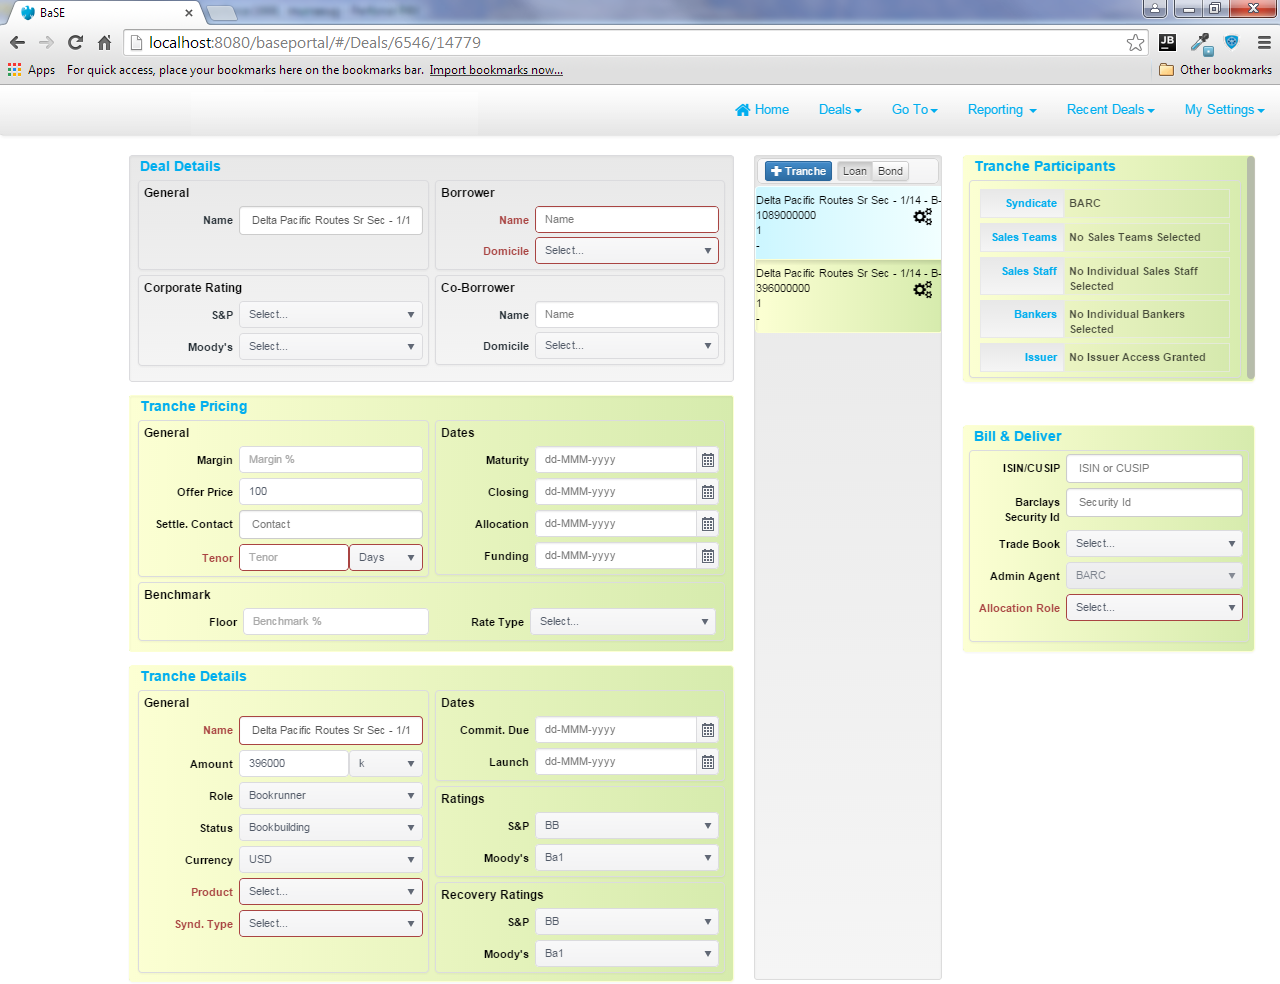 BaSE
localhost:8080/baseportal/#/Deals/6546/14779
JB
Apps For quick access, place your bookmarks here on the bookmarks bar. Import bookmarks now... Other bookmarks
Home Deals Go To Reporting Recent Deals My Settings
Deal Details
General
Name Delta Pacific Routes Sr Sec - 1/1
Borrower
Name Name
Domicile Select...
Corporate Rating
S&P Select...
Moody's Select...
Co-Borrower
Name Name
Domicile Select...
Tranche Pricing
General
Margin Margin %
Offer Price 100
Settle. Contact Contact
Tenor Tenor Days
Dates
Maturity dd-MMM-yyyy
Closing dd-MMM-yyyy
Allocation dd-MMM-yyyy
Funding dd-MMM-yyyy
Benchmark
Floor Benchmark % Rate Type Select...
Tranche Details
General
Name Delta Pacific Routes Sr Sec - 1/1
Amount 396000 k
Role Bookrunner
Status Bookbuilding
Currency USD
Product Select...
Synd. Type Select...
Dates
Commit. Due dd-MMM-yyyy
Launch dd-MMM-yyyy
Ratings
S&P BB
Moody's Ba1
Recovery Ratings
S&P BB
Moody's Ba1
Tranche Loan Bond
Delta Pacific Routes Sr Sec - 1/14 - B-
1089000000
1
-
Delta Pacific Routes Sr Sec - 1/14 - B-
396000000
1
-
Tranche Participants
Syndicate BARC
Sales Teams No Sales Teams Selected
Sales Staff No Individual Sales Staff
Selected
Bankers No Individual Bankers
Selected
Issuer No Issuer Access Granted
Bill & Deliver
ISIN/CUSIP ISIN or CUSIP
Barclays
Security Id Security Id
Trade Book Select...
Admin Agent BARC
Allocation Role Select...